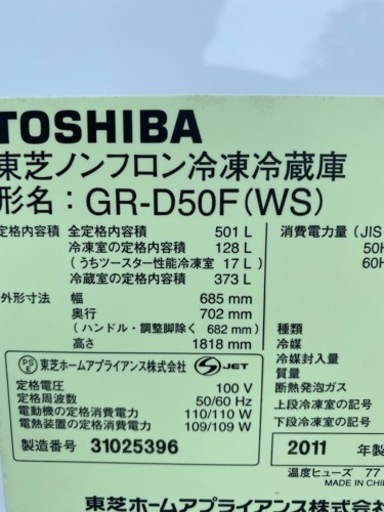 TOSHIBA
東芝ノンフロン冷凍冷蔵庫
形名：GR-D50F(WS)
定格内容積 全定格内容積 501 L
冷凍室の定格内容積 128 L
(うちツースター性能冷凍室 17 L)
冷蔵室の定格内容積 373 L
外形寸法 幅 685 mm
奥行 702 mm
(ハンドル・調整脚除く 682 mm)
高さ 1818 mm
PSE 東芝ホームアプライアンス株式会社 S JET
定格電圧 100 V
定格周波数 50/60 Hz
電動機の定格消費電力 110/110 W
電熱装置の定格消費電力 109/109 W
製造番号 31025396
消費電力量 (JIS
50H
60H
種類
冷媒
冷媒封入量
質量
断熱発泡ガス
上段冷凍室の記号
下段冷凍室の記号
2011 年製
温度ヒューズ 77
MADE IN CHI
東芝ホームアプライアンス株式会